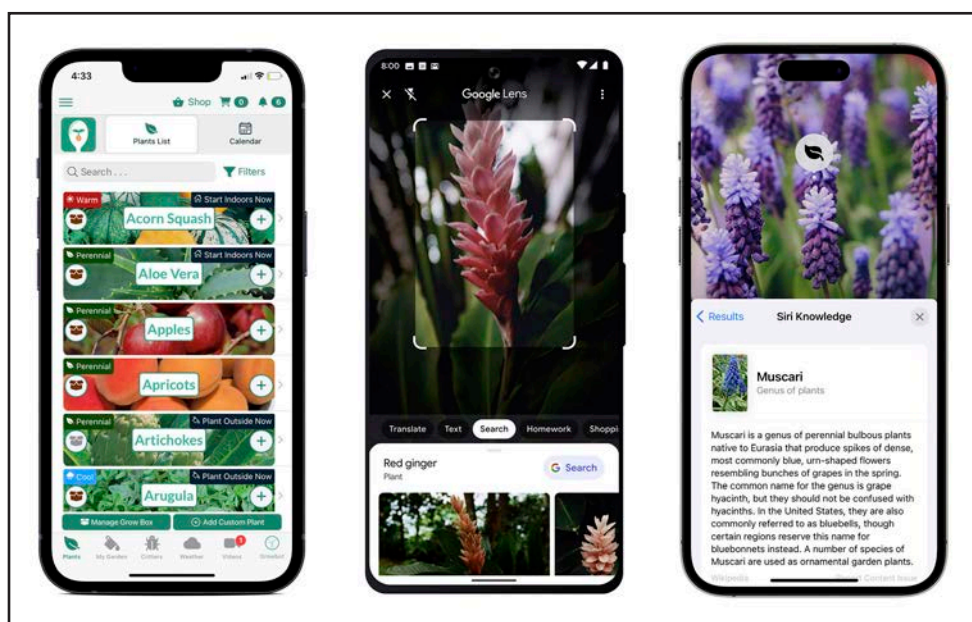 4:33
Shop
0
6
Plants List
Calendar
Search . . .
Filters
Warm
Start Indoors Now
Acorn Squash
Perennial
Start Indoors Now
Aloe Vera
Perennial
Apples
Apricots
Perennial
Plant Outside Now
Artichokes
Cool
Plant Outside Now
Arugula
Manage Grow Box
Add Custom Plant
Plants
My Garden
Critters
Weather
Videos
1
Growbot
8:00
Google Lens
Translate
Text
Search
Homework
Shoppi
Red ginger
Plant
G Search
Results
Siri Knowledge
Muscari
Genus of plants
Muscari is a genus of perennial bulbous plants
native to Eurasia that produce spikes of dense,
most commonly blue, urn-shaped flowers
resembling bunches of grapes in the spring.
The common name for the genus is grape
hyacinth, but they should not be confused with
hyacinths. In the United States, they are also
commonly referred to as bluebells, though
certain regions reserve this name for
bluebonnets instead. A number of species of
Muscari are used as ornamental garden plants.
Wikipedia
Content Issue